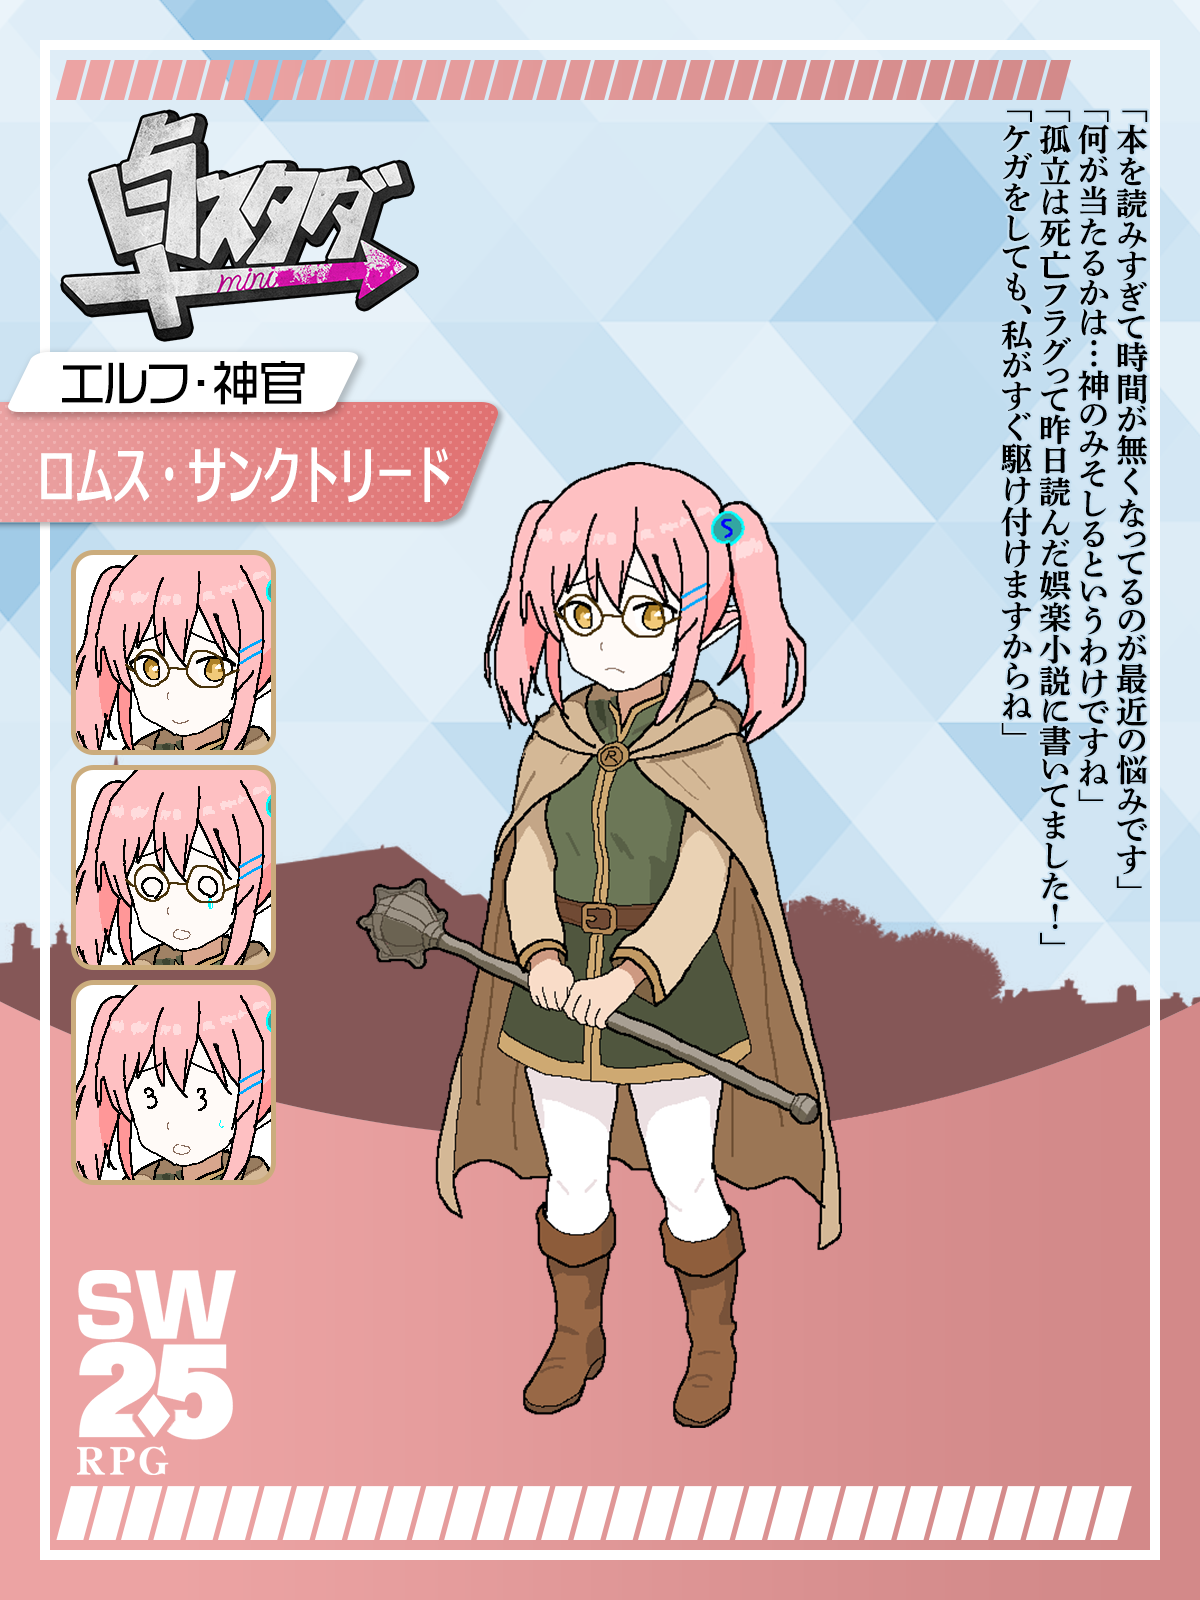 卓スタダ
mini
エルフ・神官
ロムス・サンクトリード
「本を読みすぎて時間が無くなってるのが最近の悩みです」
「何が当たるかは…神のみそしるというわけですね」
「孤立は死亡フラグって昨日読んだ娯楽小説に書いてました！」
「ケガをしても、私がすぐ駆け付けますからね」
S
R
SW
2.5
RPG